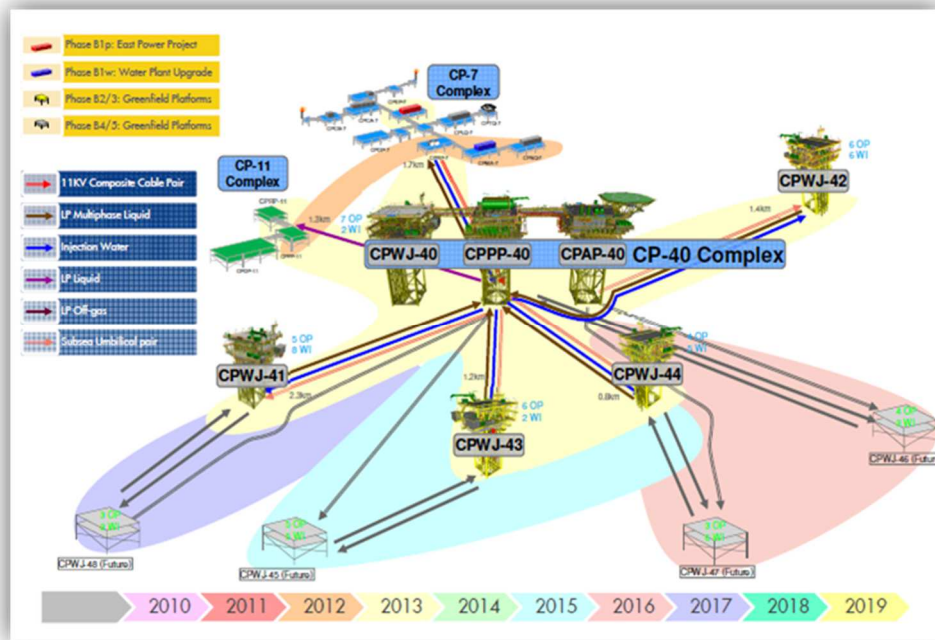 Phase B1p: East Power Project
Phase B1w: Water Plant Upgrade
Phase B2/3: Greenfield Platforms
Phase B4/5: Greenfield Platforms
11KV Composite Cable Pair
LP Multiphase Liquid
Injection Water
LP Liquid
LP Off-gas
Subsea Umbilical pair
CP-7
Complex
1.7km
CP-11
Complex
1.3km
7 OP
2 WI
CPWJ-40
CPPP-40
CPAP-40
CP-40 Complex
6 OP
6 WI
CPWJ-42
1.4km
5 OP
8 WI
CPWJ-41
2.3km
1.2km
6 OP
2 WI
CPWJ-43
CPWJ-44
0.8km
CPWJ-46 (Future)
3 OP
CPWJ-48 (Future)
CPWJ-45 (Future)
3 OP
CPWJ-47 (Future)
2010 2011 2012 2013 2014 2015 2016 2017 2018 2019